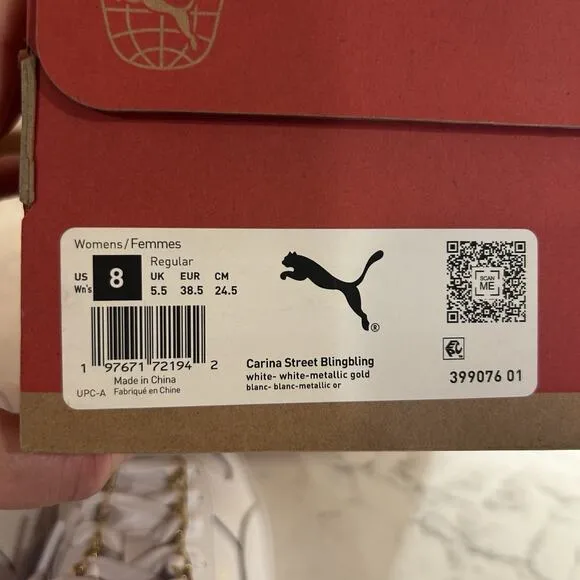 Womens/Femmes
Regular
US UK EUR CM
Wn's 8 5.5 38.5 24.5
1 97671 72194 2
Made in China
UPC-A Fabriqué en Chine
®
Carina Street Blingbling
white- white-metallic gold
blanc- blanc-metallic or
SCAN
ME
399076 01